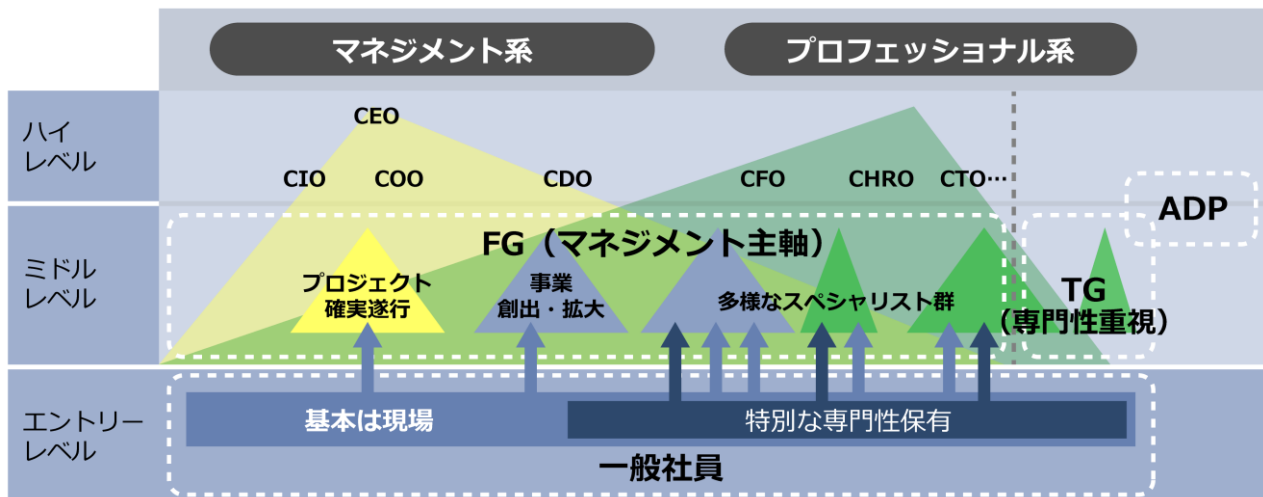 マネジメント系
プロフェッショナル系
ハイ
レベル
CEO
CIO
COO
CDO
CFO
CHRO
CTO…
ADP
ミドル
レベル
FG（マネジメント主軸）
プロジェクト
確実遂行
事業
創出・拡大
多様なスペシャリスト群
TG
（専門性重視）
エントリー
レベル
基本は現場
特別な専門性保有
一般社員